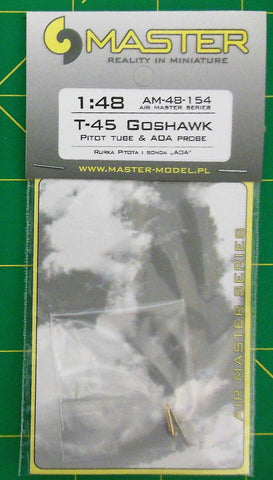 MASTER
REALITY IN MINIATURE
1:48
AM-48-154
AIR MASTER SERIES
T-45 GOSHAWK
PITOT TUBE & AOA PROBE
RURKA PITOTA I SONDA „AOA”
WWW.MASTER-MODEL.PL
AIR MASTER SERIES